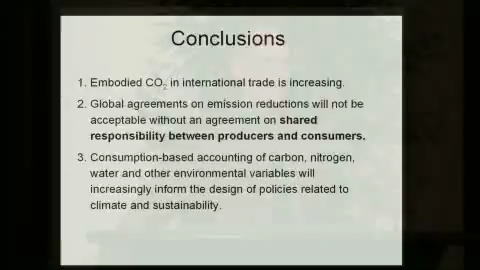 Conclusions
1. Embodied CO2 in international trade is increasing.
2. Global agreements on emission reductions will not be
acceptable without an agreement on shared
responsibility between producers and consumers.
3. Consumption-based accounting of carbon, nitrogen,
water and other environmental variables will
increasingly inform the design of policies related to
climate and sustainability.